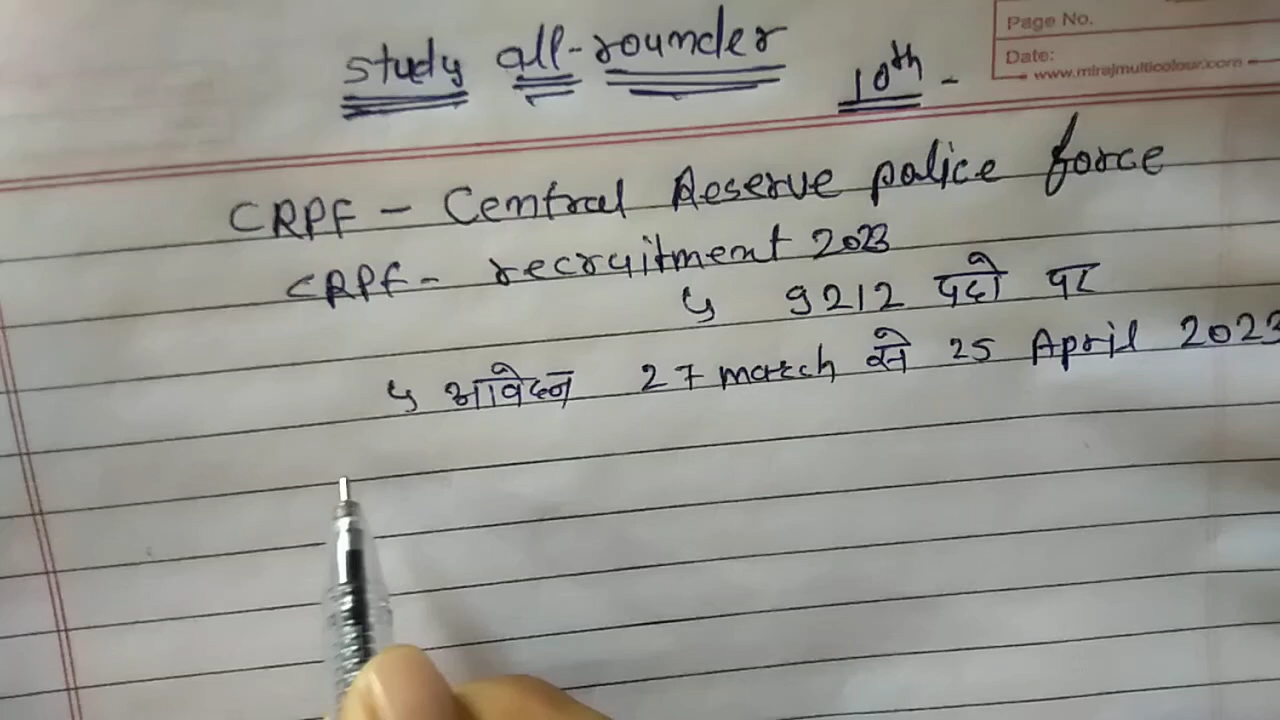 Page No.
Date:
www.mirajmulticolour.com
study all-rounder 10th -
CRPF - Central Reserve police force
CRPF - recruitment 2023
↳ 9212 पदो पर
↳ आवेदन 27 march से 25 April 2023